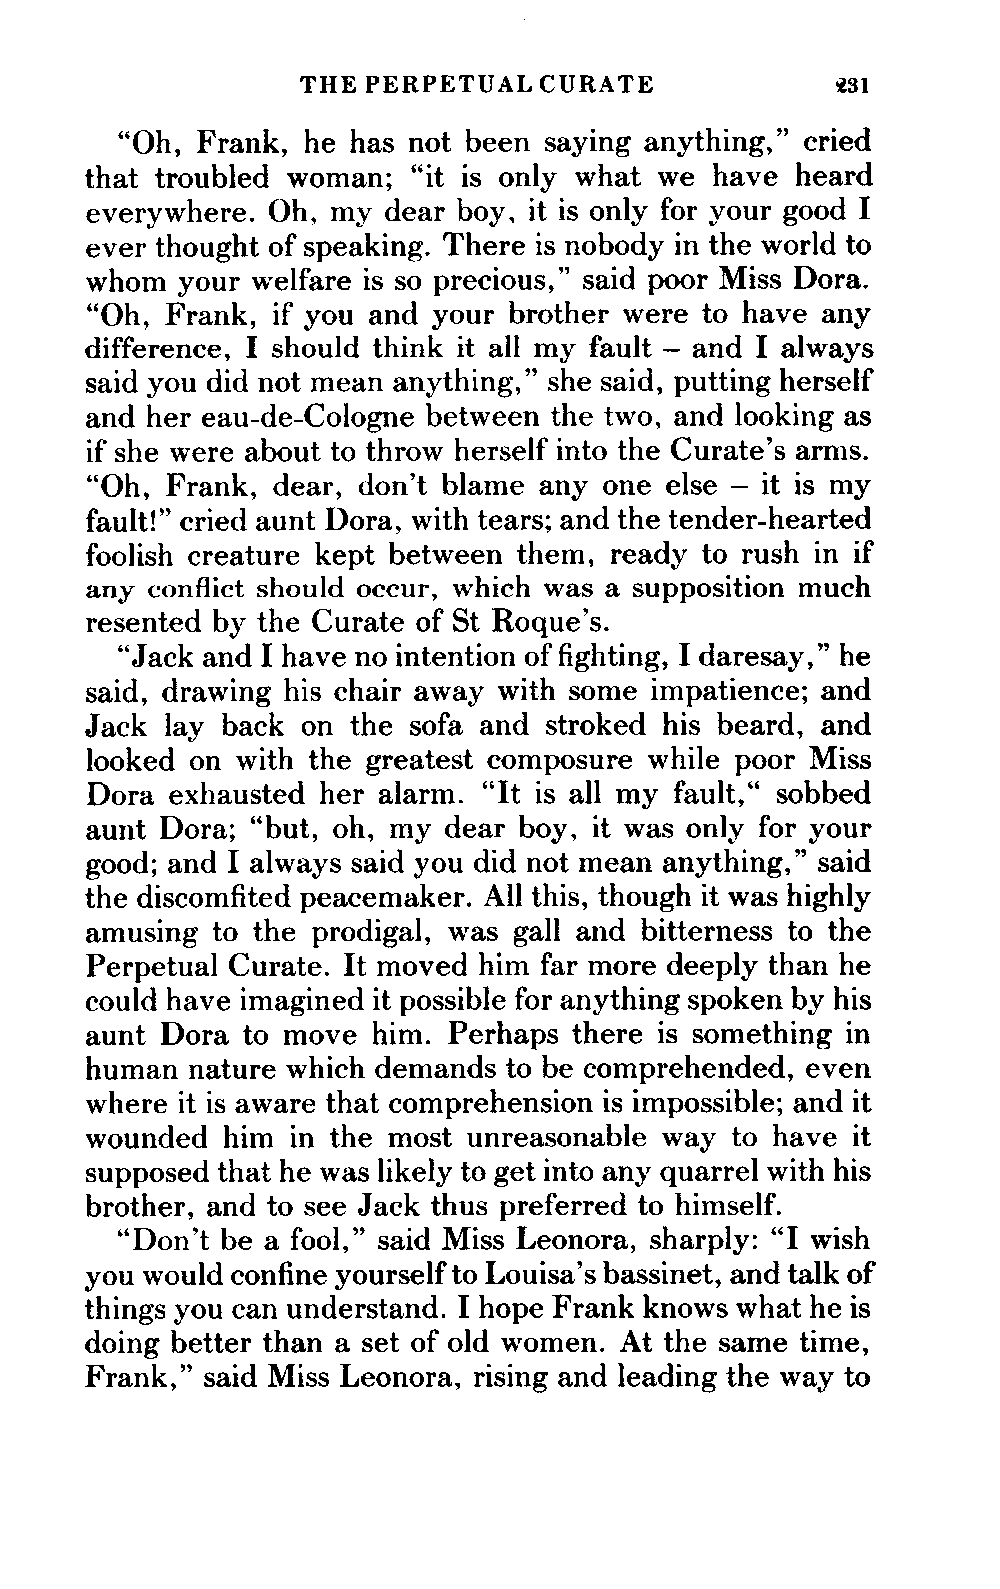 THE PERPETUAL CURATE 231
“Oh, Frank, he has not been saying anything,” cried
that troubled woman; “it is only what we have heard
everywhere. Oh, my dear boy, it is only for your good I
ever thought of speaking. There is nobody in the world to
whom your welfare is so precious,” said poor Miss Dora.
“Oh, Frank, if you and your brother were to have any
difference, I should think it all my fault – and I always
said you did not mean anything,” she said, putting herself
and her eau-de-Cologne between the two, and looking as
if she were about to throw herself into the Curate’s arms.
“Oh, Frank, dear, don’t blame any one else – it is my
fault!” cried aunt Dora, with tears; and the tender-hearted
foolish creature kept between them, ready to rush in if
any conflict should occur, which was a supposition much
resented by the Curate of St Roque’s.
“Jack and I have no intention of fighting, I daresay,” he
said, drawing his chair away with some impatience; and
Jack lay back on the sofa and stroked his beard, and
looked on with the greatest composure while poor Miss
Dora exhausted her alarm. “It is all my fault,“ sobbed
aunt Dora; “but, oh, my dear boy, it was only for your
good; and I always said you did not mean anything,” said
the discomfited peacemaker. All this, though it was highly
amusing to the prodigal, was gall and bitterness to the
Perpetual Curate. It moved him far more deeply than he
could have imagined it possible for anything spoken by his
aunt Dora to move him. Perhaps there is something in
human nature which demands to be comprehended, even
where it is aware that comprehension is impossible; and it
wounded him in the most unreasonable way to have it
supposed that he was likely to get into any quarrel with his
brother, and to see Jack thus preferred to himself.
“Don’t be a fool,” said Miss Leonora, sharply: “I wish
you would confine yourself to Louisa’s bassinet, and talk of
things you can understand. I hope Frank knows what he is
doing better than a set of old women. At the same time,
Frank,” said Miss Leonora, rising and leading the way to